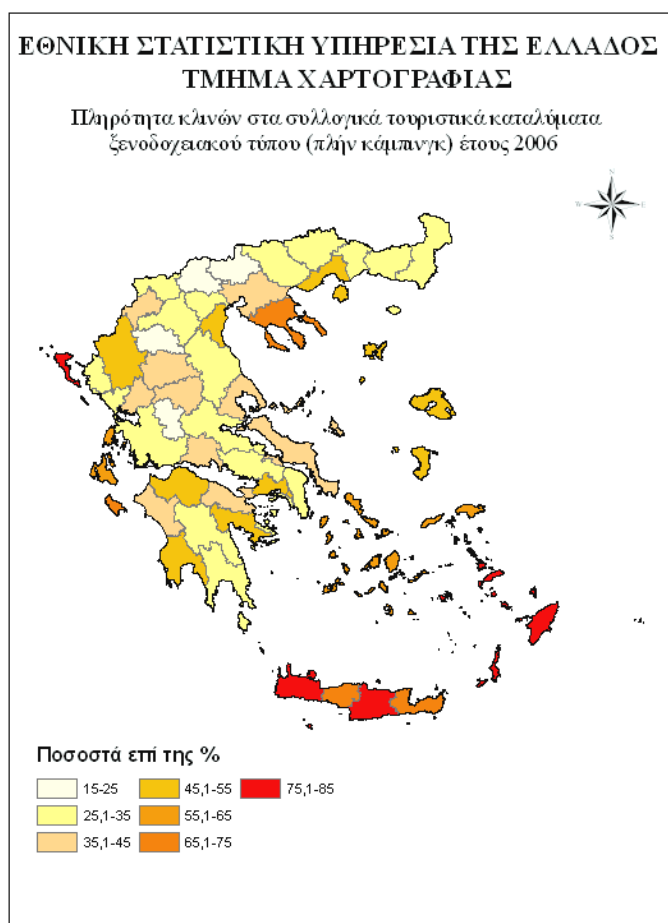 ΕΘΝΙΚΗ ΣΤΑΤΙΣΤΙΚΗ ΥΠΗΡΕΣΙΑ ΤΗΣ ΕΛΛΑΔΟΣ
ΤΜΗΜΑ ΧΑΡΤΟΓΡΑΦΙΑΣ
Πληρότητα κλινών στα συλλογικά τουριστικά καταλύματα
ξενοδοχειακού τύπου (πλήν κάμπινγκ) έτους 2006
N
W E
S
Ποσοστά επί της %
15-25 45,1-55 75,1-85
25,1-35 55,1-65
35,1-45 65,1-75